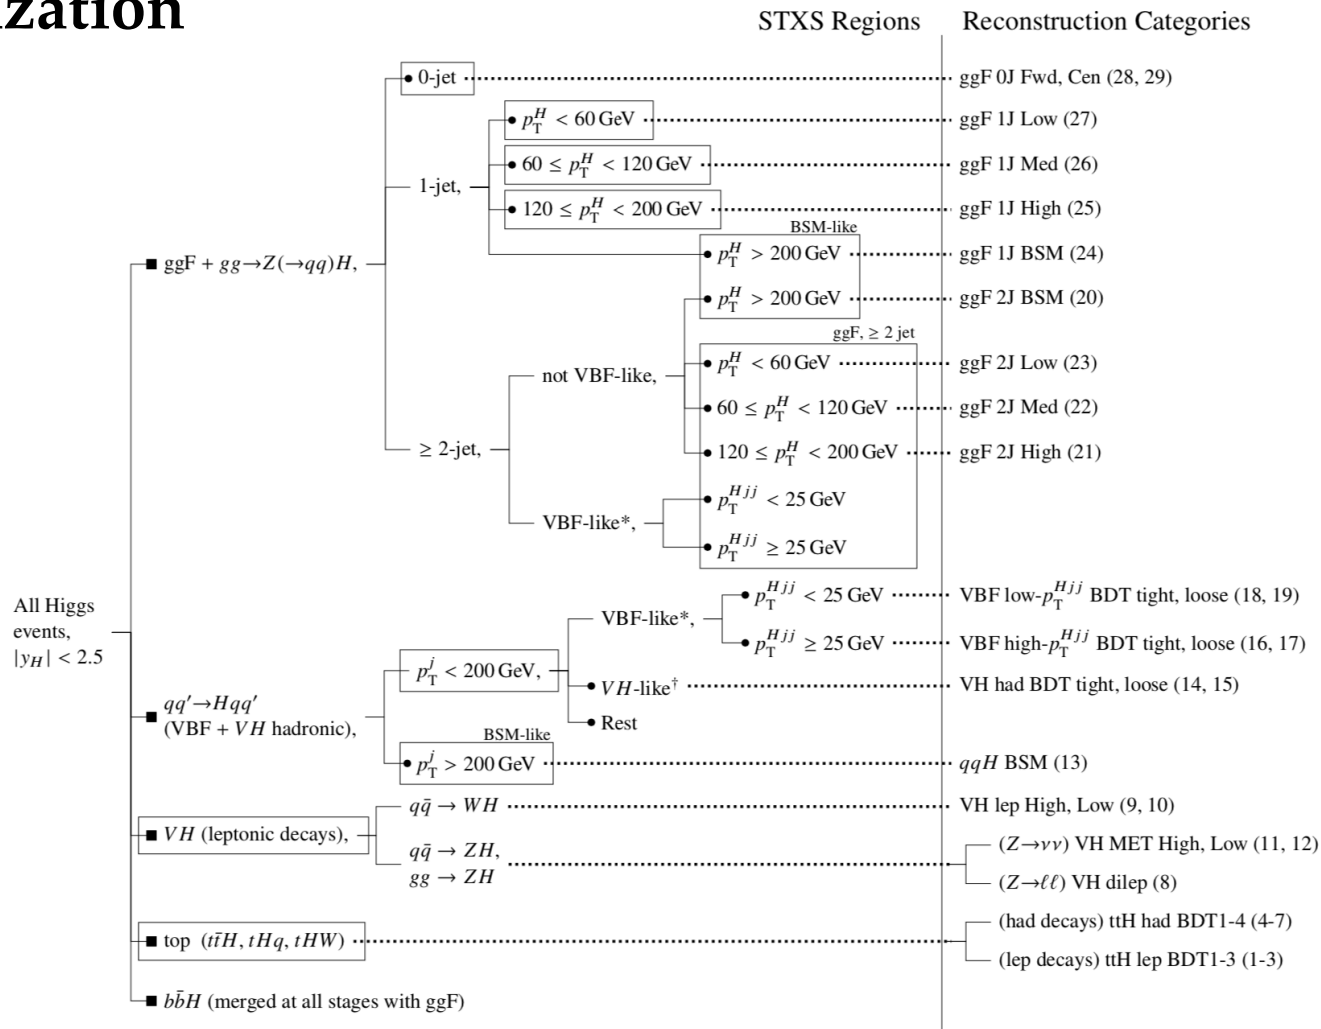 ization
STXS Regions
Reconstruction Categories
0-jet
ggF 0J Fwd, Cen (28, 29)
p_T^H < 60 GeV
ggF 1J Low (27)
60 ≤ p_T^H < 120 GeV
ggF 1J Med (26)
1-jet,
120 ≤ p_T^H < 200 GeV
ggF 1J High (25)
BSM-like
p_T^H > 200 GeV
ggF 1J BSM (24)
ggF + gg→Z(→qq)H,
p_T^H > 200 GeV
ggF 2J BSM (20)
ggF, ≥ 2 jet
p_T^H < 60 GeV
ggF 2J Low (23)
not VBF-like,
60 ≤ p_T^H < 120 GeV
ggF 2J Med (22)
≥ 2-jet,
120 ≤ p_T^H < 200 GeV
ggF 2J High (21)
p_T^{Hjj} < 25 GeV
VBF-like*,
p_T^{Hjj} ≥ 25 GeV
All Higgs
events,
|y_H| < 2.5
p_T^{Hjj} < 25 GeV
VBF low-p_T^{Hjj} BDT tight, loose (18, 19)
VBF-like*,
p_T^{Hjj} ≥ 25 GeV
VBF high-p_T^{Hjj} BDT tight, loose (16, 17)
p_T^j < 200 GeV,
VH-like†
VH had BDT tight, loose (14, 15)
qq′→Hqq′
(VBF + VH hadronic),
Rest
BSM-like
p_T^j > 200 GeV
qqH BSM (13)
qq̄ → WH
VH lep High, Low (9, 10)
VH (leptonic decays),
qq̄ → ZH,
gg → ZH
(Z→νν) VH MET High, Low (11, 12)
(Z→ℓℓ) VH dilep (8)
top (tt̄H, tHq, tHW)
(had decays) ttH had BDT1-4 (4-7)
(lep decays) ttH lep BDT1-3 (1-3)
bb̄H (merged at all stages with ggF)